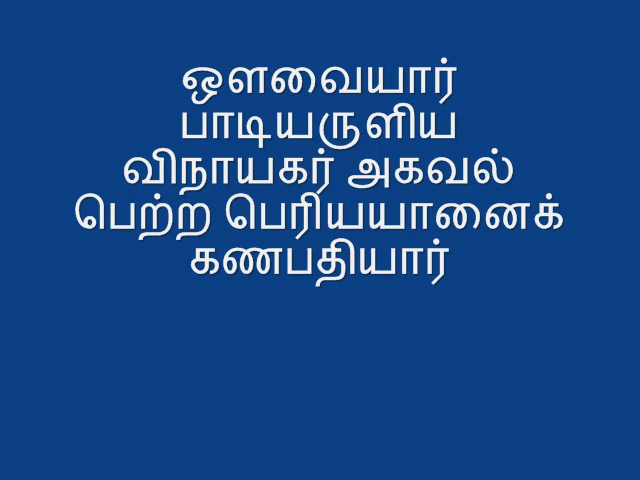 ஔவையார்
பாடியருளிய
விநாயகர் அகவல்
பெற்ற பெரியயானைக்
கணபதியார்